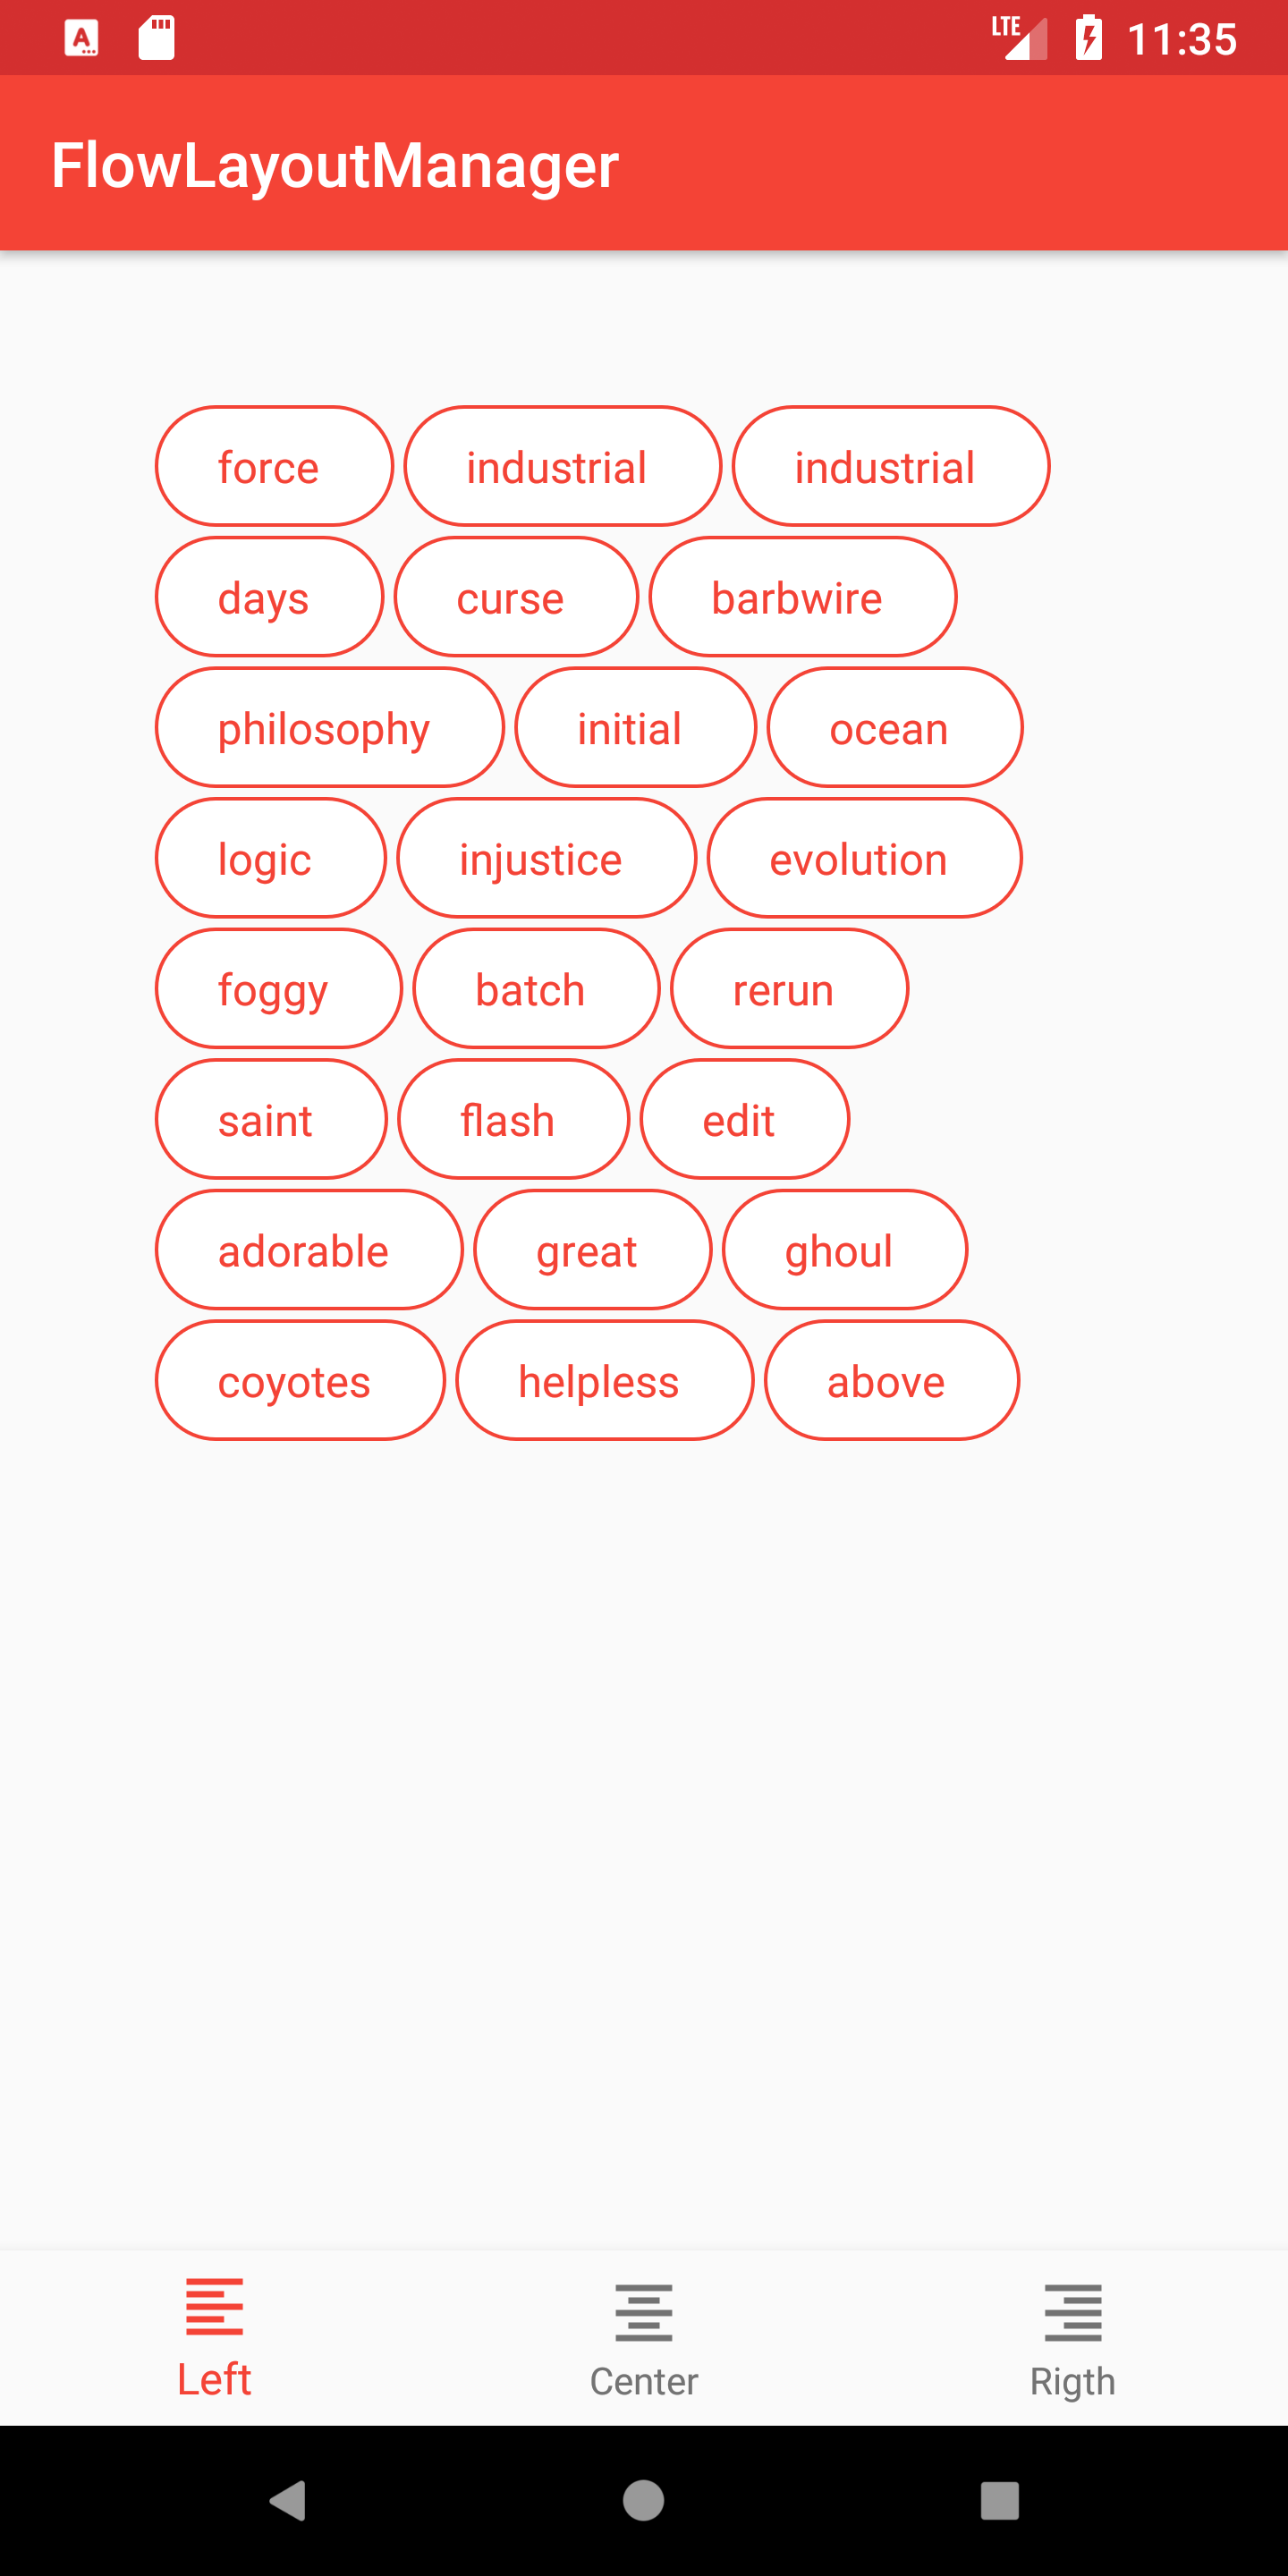 LTE 11:35
FlowLayoutManager
force industrial industrial
days curse barbwire
philosophy initial ocean
logic injustice evolution
foggy batch rerun
saint flash edit
adorable great ghoul
coyotes helpless above
Left Center Rigth